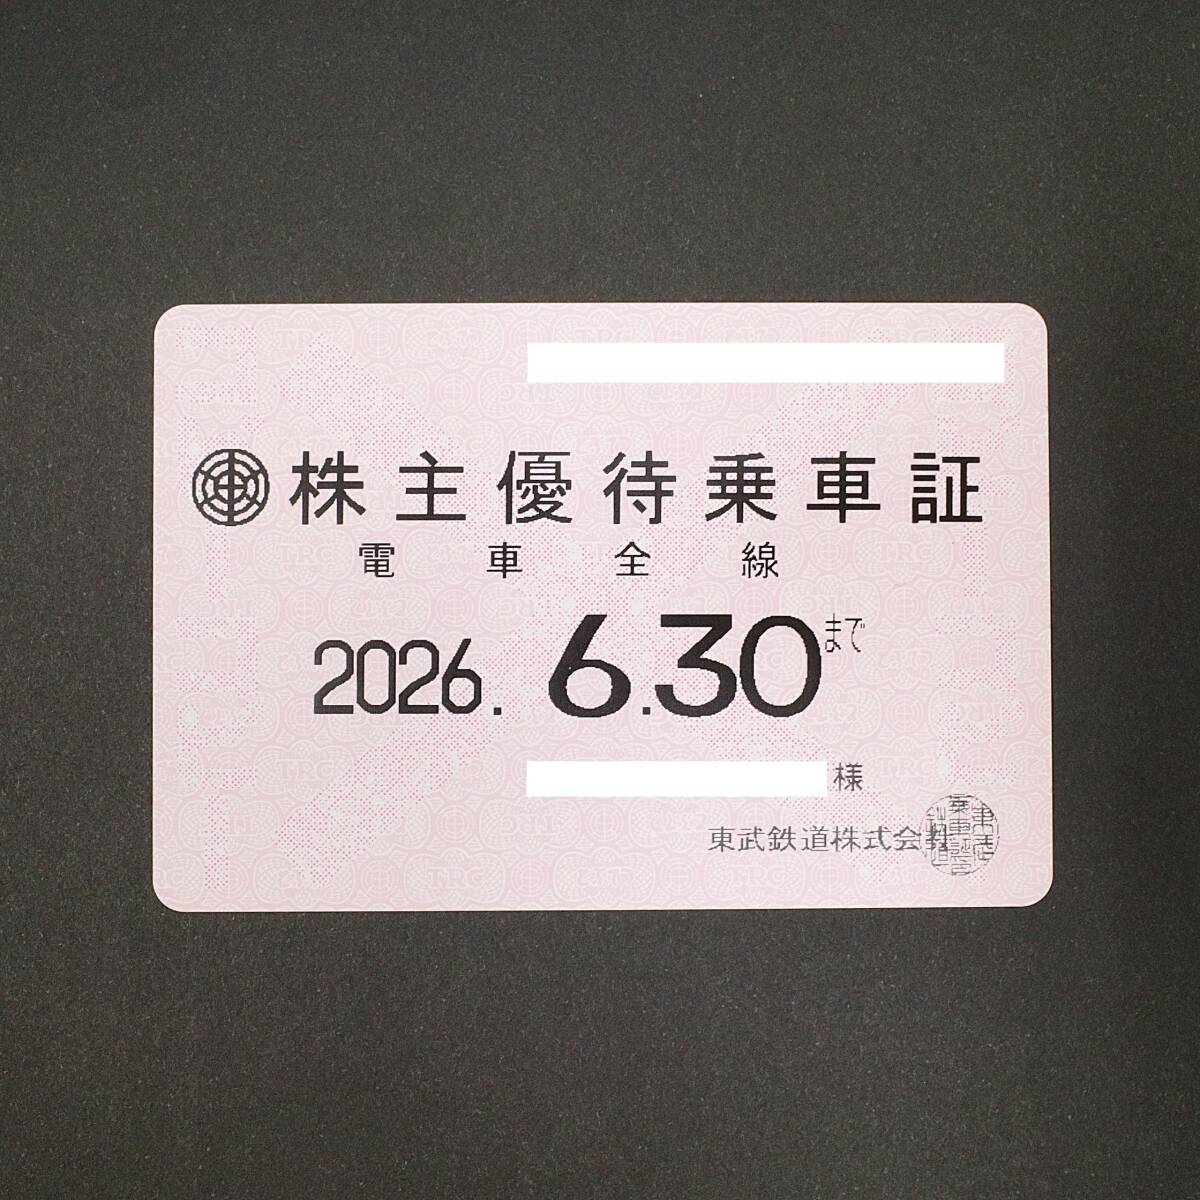 株主優待乗車証
電車全線
2026. 6.30まで
様
東武鉄道株式会社